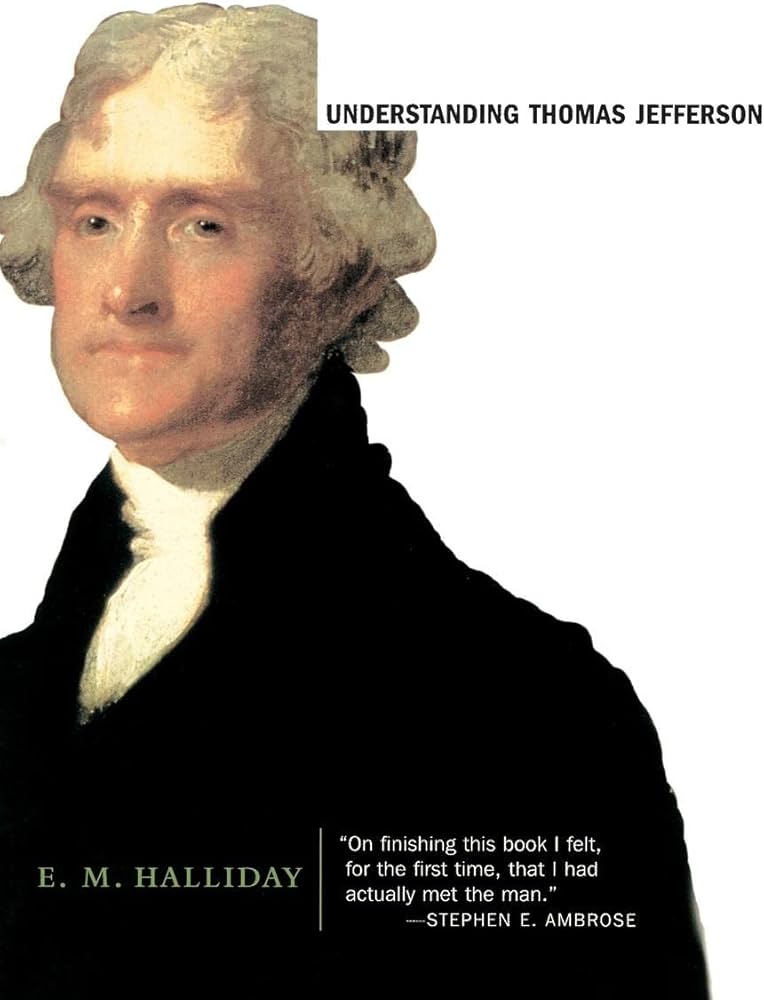 UNDERSTANDING THOMAS JEFFERSON
E. M. HALLIDAY
“On finishing this book I felt,
for the first time, that I had
actually met the man.”
—STEPHEN E. AMBROSE